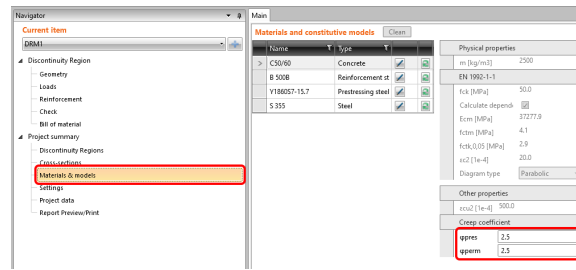 Navigator
Current item
DRM1
Discontinuity Region
Geometry
Loads
Reinforcement
Check
Bill of material
Project summary
Discontinuity Regions
Cross-sections
Materials & models
Settings
Project data
Report Preview/Print
Main
Materials and constitutive models Clean
Name Type
> C50/60 Concrete
B 500B Reinforcement st
Y1860S7-15.7 Prestressing steel
S 355 Steel
Physical properties
m [kg/m3] 2500
EN 1992-1-1
fck [MPa] 50.0
Calculate depend
Ecm [MPa] 37277.9
fctm [MPa] 4.1
fctk,0,05 [MPa] 2.9
εc2 [1e-4] 20.0
Diagram type Parabolic
Other properties
εcu2 [1e-4] 500.0
Creep coefficient
φpres 2.5
φperm 2.5